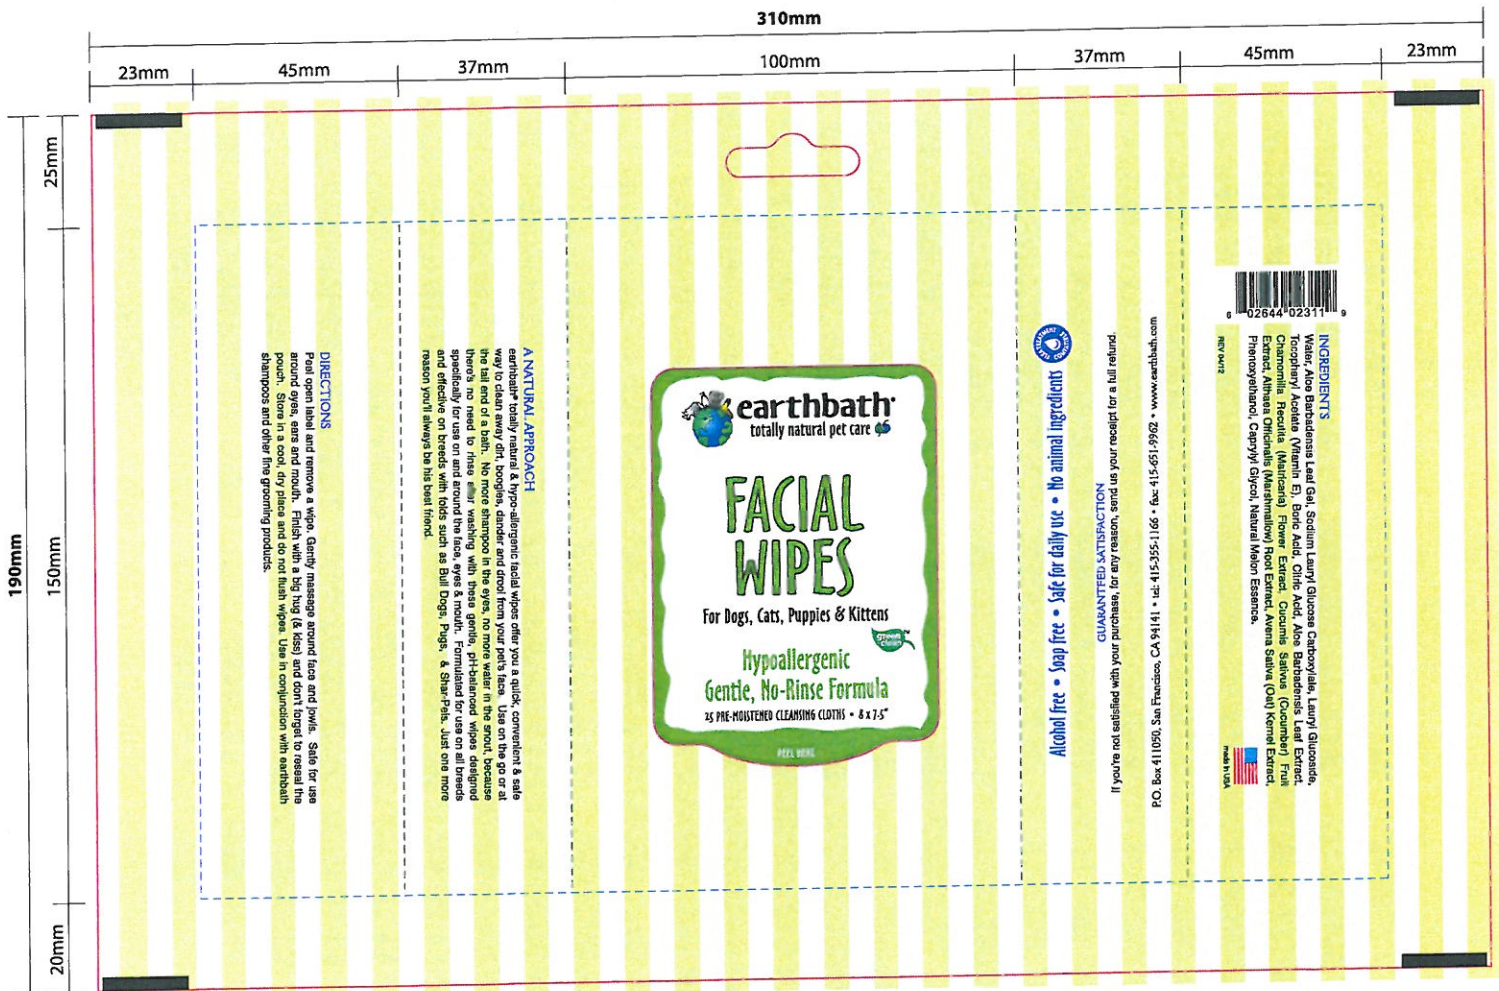 310mm
23mm
45mm
37mm
100mm
37mm
45mm
23mm
190mm
25mm
150mm
20mm
DIRECTIONS
Peel open label and remove a wipe. Gently massage around face and jowls. Safe for use
around eyes, ears and mouth. Finish with a big hug (& kiss) and don't forget to reseal the
pouch. Store in a cool, dry place and do not flush wipes. Use in conjunction with earthbath
shampoos and other fine grooming products.
A NATURAL APPROACH
earthbath® totally natural & hypo-allergenic facial wipes offer you a quick, convenient & safe
way to clean away dirt, boogies, dander and drool from your pet's face. Use on the go or at
the tail end of a bath. No more shampoo in the eyes, no more water in the snout, because
there's no need to rinse after washing with these gentle, pH-balanced wipes designed
specifically for use on and around the face, eyes & mouth. Formulated for use on all breeds
and effective on breeds with folds such as Bull Dogs, Pugs, & Shar-Peis. Just one more
reason you'll always be his best friend.
earthbath®
totally natural pet care
FACIAL
WIPES
For Dogs, Cats, Puppies & Kittens
green
clean™
Hypoallergenic
Gentle, No-Rinse Formula
25 PRE-MOISTENED CLEANSING CLOTHS • 8 x 7.5"
PEEL HERE
FLEA TREATMENT COMPATIBLE
Alcohol free • Soap free • Safe for daily use • No animal ingredients
GUARANTEED SATISFACTION
If you're not satisfied with your purchase, for any reason, send us your receipt for a full refund.
P.O. Box 411050, San Francisco, CA 94141 • tel: 415-355-1166 • fax: 415-651-9962 • www.earthbath.com
INGREDIENTS
Water, Aloe Barbadensis Leaf Gel, Sodium Lauryl Glucose Carboxylate, Lauryl Glucoside,
Tocopheryl Acetate (Vitamin E), Boric Acid, Citric Acid, Aloe Barbadensis Leaf Extract,
Chamomilla Recutita (Matricaria) Flower Extract, Cucumis Sativus (Cucumber) Fruit
Extract, Althaea Officinalis (Marshmallow) Root Extract, Avena Sativa (Oat) Kernel Extract,
Phenoxyethanol, Caprylyl Glycol, Natural Melon Essence.
6 02644 02311 9
REV 04/12
made in USA